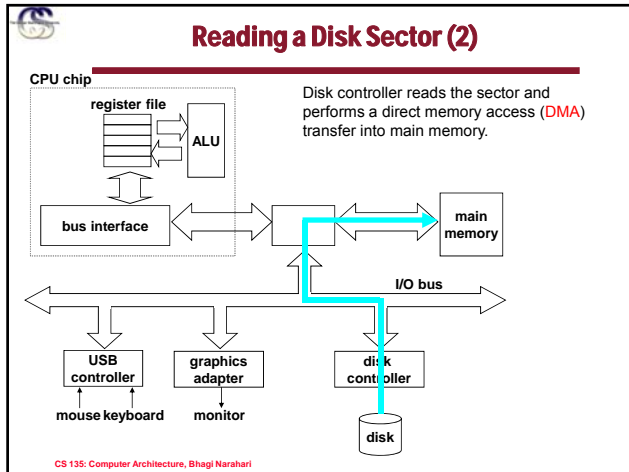 Reading a Disk Sector (2)
CPU chip
register file
ALU
bus interface
Disk controller reads the sector and
performs a direct memory access (DMA)
transfer into main memory.
main
memory
I/O bus
USB
controller
graphics
adapter
disk
controller
mouse keyboard
monitor
disk
CS 135: Computer Architecture, Bhagi Narahari